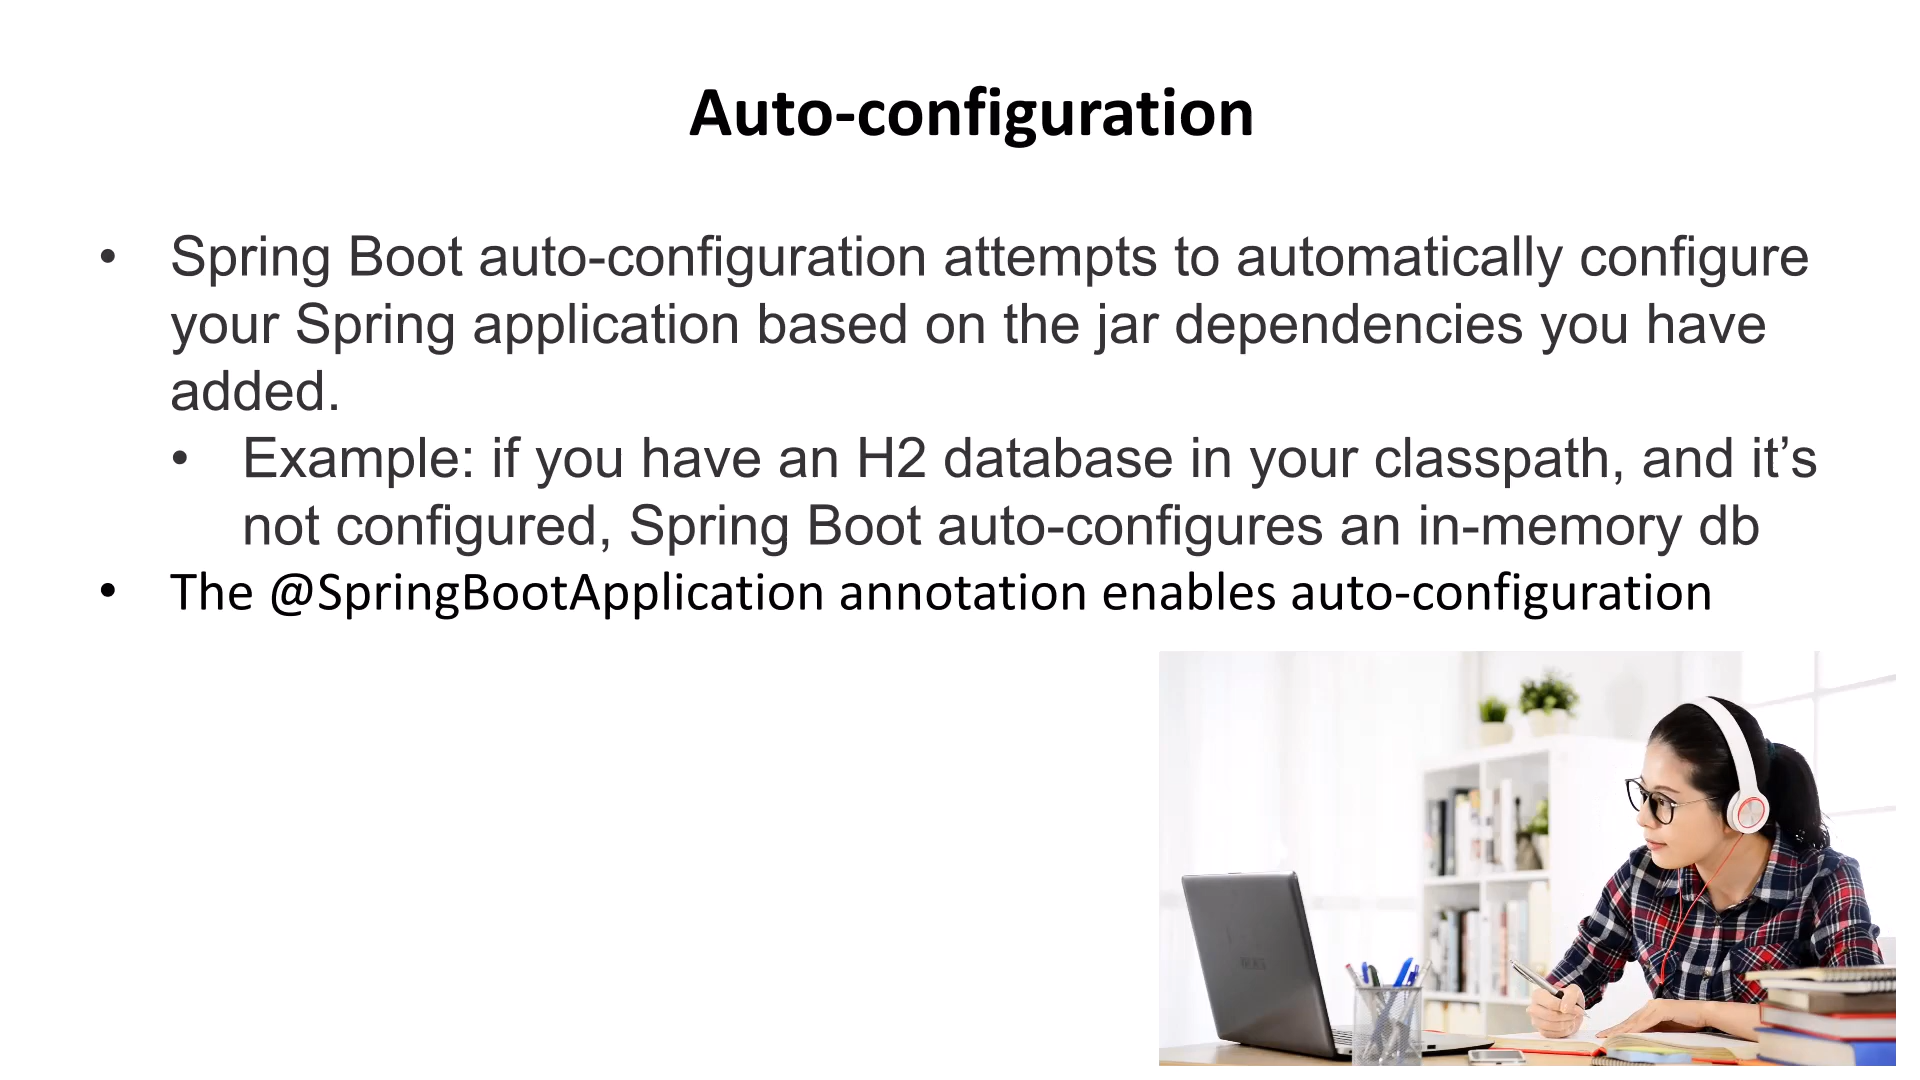 Auto-configuration
• Spring Boot auto-configuration attempts to automatically configure
your Spring application based on the jar dependencies you have
added.
• Example: if you have an H2 database in your classpath, and it’s
not configured, Spring Boot auto-configures an in-memory db
• The @SpringBootApplication annotation enables auto-configuration